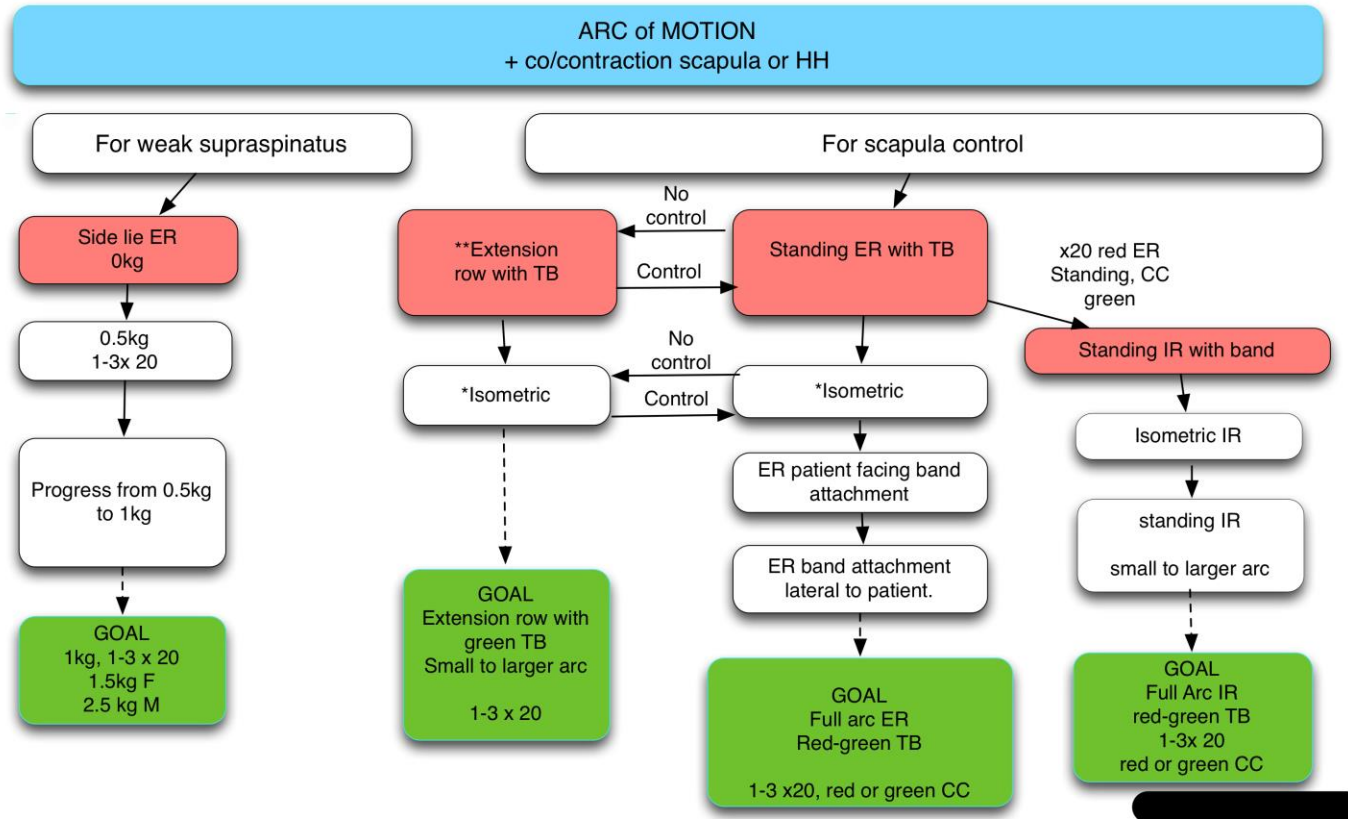 ARC of MOTION
+ co/contraction scapula or HH
For weak supraspinatus
For scapula control
Side lie ER
0kg
0.5kg
1-3x 20
Progress from 0.5kg
to 1kg
GOAL
1kg, 1-3 x 20
1.5kg F
2.5 kg M
No
control
**Extension
row with TB
Control
Standing ER with TB
x20 red ER
Standing, CC
green
No
control
*Isometric
Control
*Isometric
GOAL
Extension row with
green TB
Small to larger arc
1-3 x 20
ER patient facing band
attachment
ER band attachment
lateral to patient.
GOAL
Full arc ER
Red-green TB
1-3 x20, red or green CC
Standing IR with band
Isometric IR
standing IR
small to larger arc
GOAL
Full Arc IR
red-green TB
1-3x 20
red or green CC